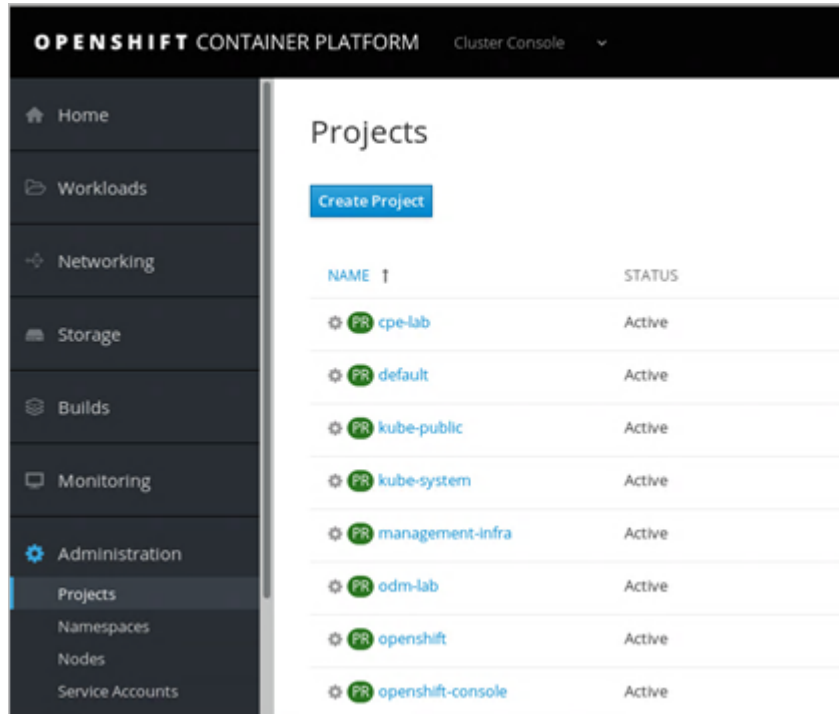 OPENSHIFT CONTAINER PLATFORM Cluster Console
Home
Workloads
Networking
Storage
Builds
Monitoring
Administration
Projects
Namespaces
Nodes
Service Accounts
Projects
Create Project
NAME ↑ STATUS
PR cpe-lab Active
PR default Active
PR kube-public Active
PR kube-system Active
PR management-infra Active
PR odm-lab Active
PR openshift Active
PR openshift-console Active